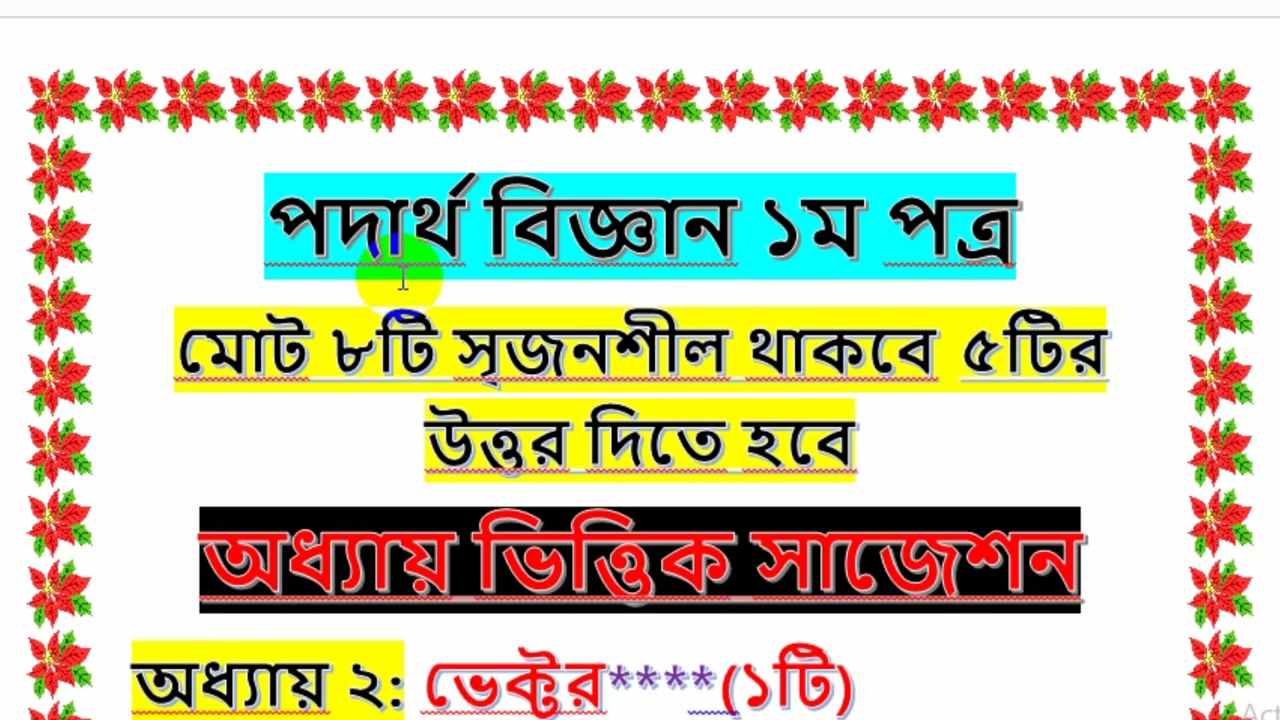 পদার্থ বিজ্ঞান ১ম পত্র
মোট ৮টি সৃজনশীল থাকবে ৫টির
উত্তর দিতে হবে
অধ্যায় ভিত্তিক সাজেশন
অধ্যায় ২: ভেক্টর****(১টি)